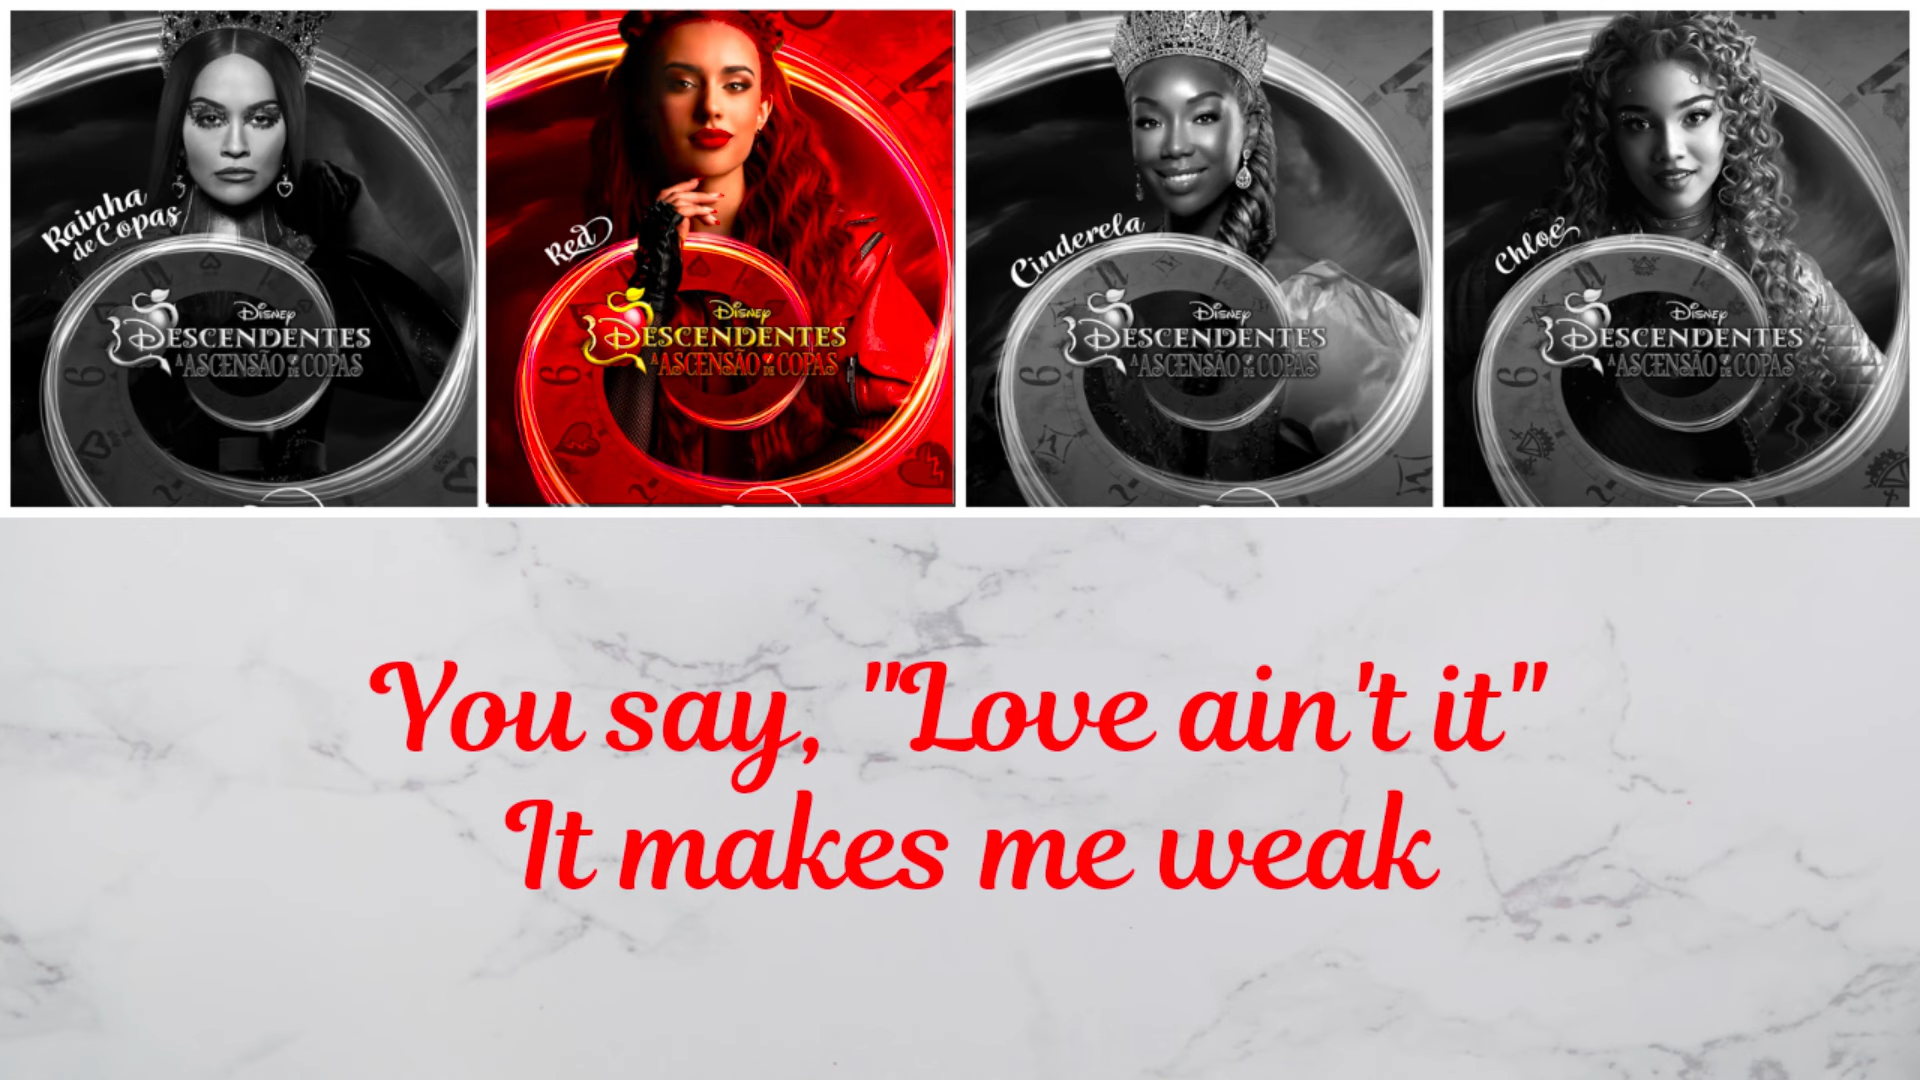 Rainha
de Copas
Disney
DESCENDENTES
A ASCENSÃO DE COPAS
Red
Disney
DESCENDENTES
A ASCENSÃO DE COPAS
Cinderela
Disney
DESCENDENTES
A ASCENSÃO DE COPAS
Chloé
Disney
DESCENDENTES
A ASCENSÃO DE COPAS
You say, "Love ain't it"
It makes me weak